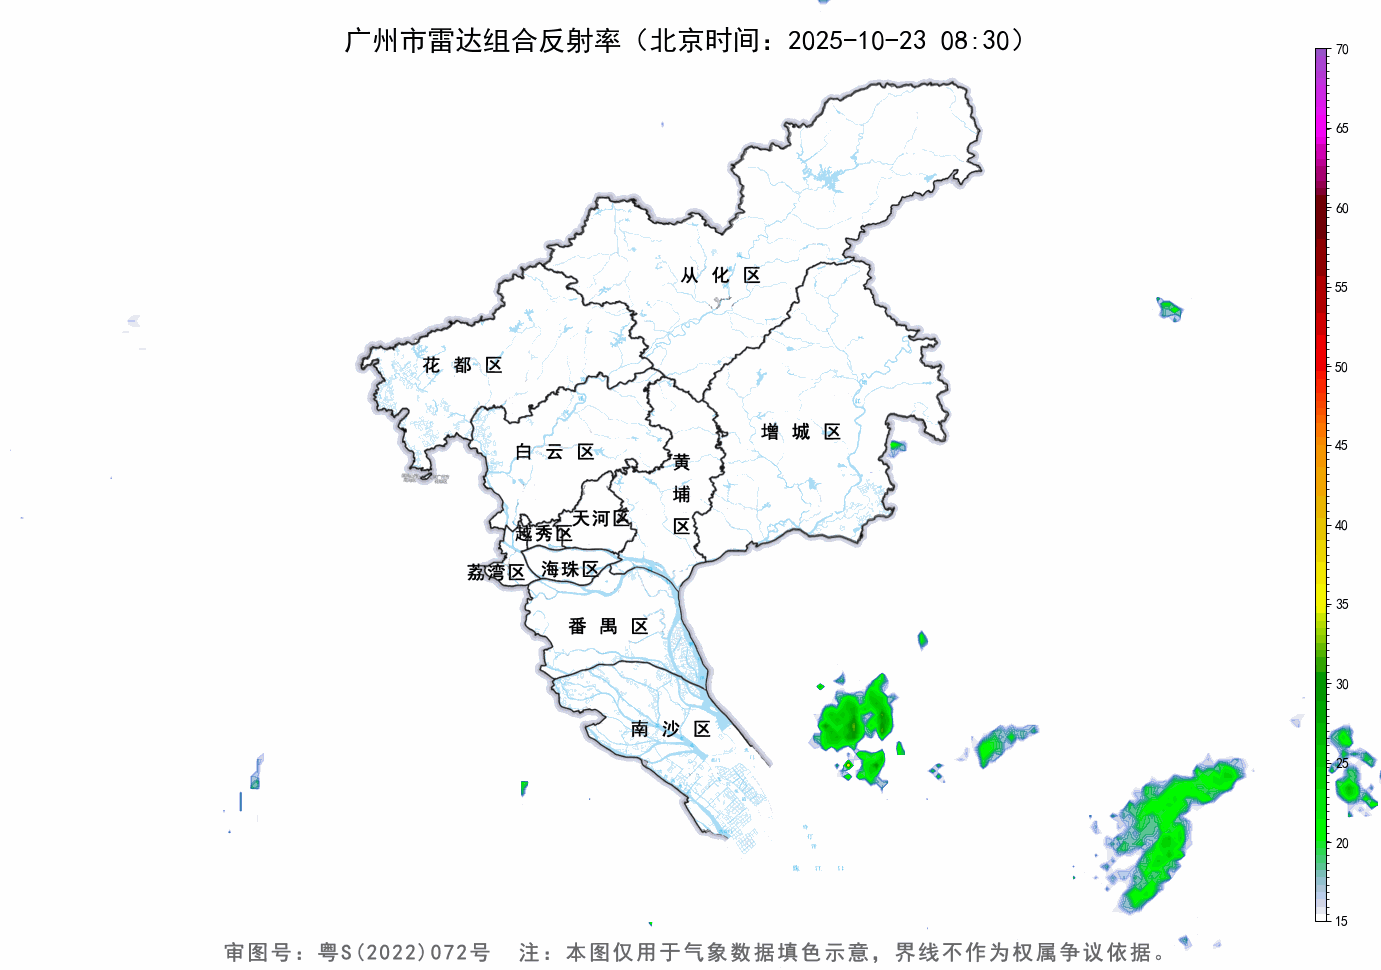 广州市雷达组合反射率（北京时间：2025-10-23 08:30）
70
65
60
55
50
45
40
35
30
25
20
15
从化区
花都区
增城区
白云区
黄埔区
天河区
越秀区
海珠区
荔湾区
番禺区
南沙区
审图号：粤S(2022)072号 注：本图仅用于气象数据填色示意，界线不作为权属争议依据。